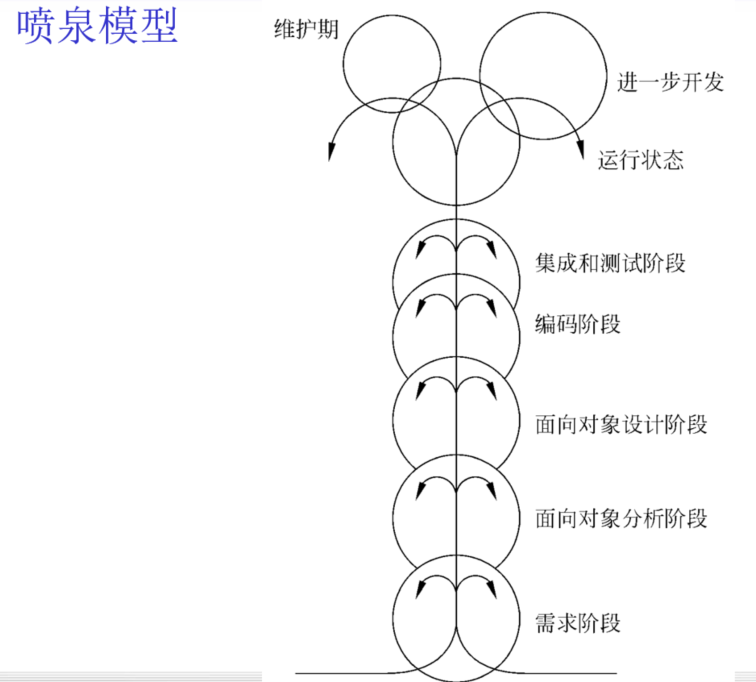 喷泉模型
维护期
进一步开发
运行状态
集成和测试阶段
编码阶段
面向对象设计阶段
面向对象分析阶段
需求阶段